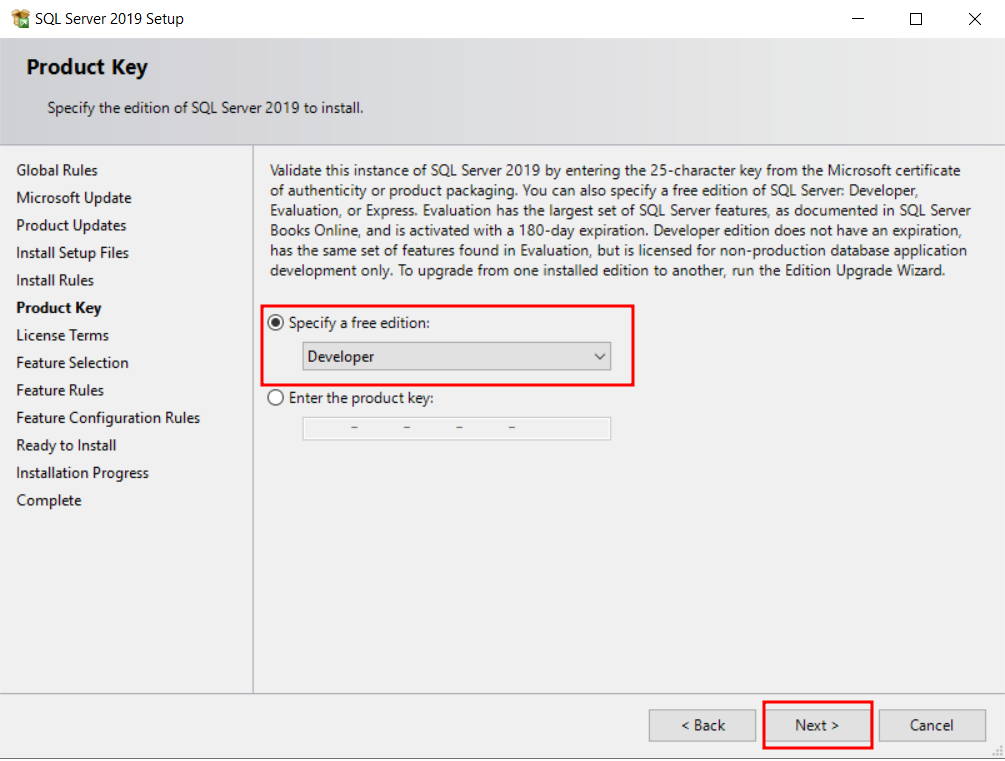 SQL Server 2019 Setup
Product Key
Specify the edition of SQL Server 2019 to install.
Global Rules
Microsoft Update
Product Updates
Install Setup Files
Install Rules
Product Key
License Terms
Feature Selection
Feature Rules
Feature Configuration Rules
Ready to Install
Installation Progress
Complete
Validate this instance of SQL Server 2019 by entering the 25-character key from the Microsoft certificate
of authenticity or product packaging. You can also specify a free edition of SQL Server: Developer,
Evaluation, or Express. Evaluation has the largest set of SQL Server features, as documented in SQL Server
Books Online, and is activated with a 180-day expiration. Developer edition does not have an expiration,
has the same set of features found in Evaluation, but is licensed for non-production database application
development only. To upgrade from one installed edition to another, run the Edition Upgrade Wizard.
Specify a free edition:
Developer
Enter the product key:
– – – –
< Back Next > Cancel